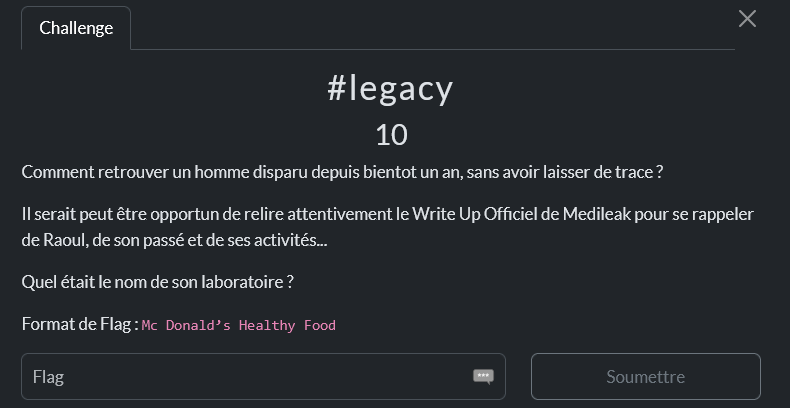 Challenge
#legacy
10
Comment retrouver un homme disparu depuis bientot un an, sans avoir laisser de trace ?
Il serait peut être opportun de relire attentivement le Write Up Officiel de Medileak pour se rappeler
de Raoul, de son passé et de ses activités...
Quel était le nom de son laboratoire ?
Format de Flag : Mc Donald’s Healthy Food
Flag
Soumettre